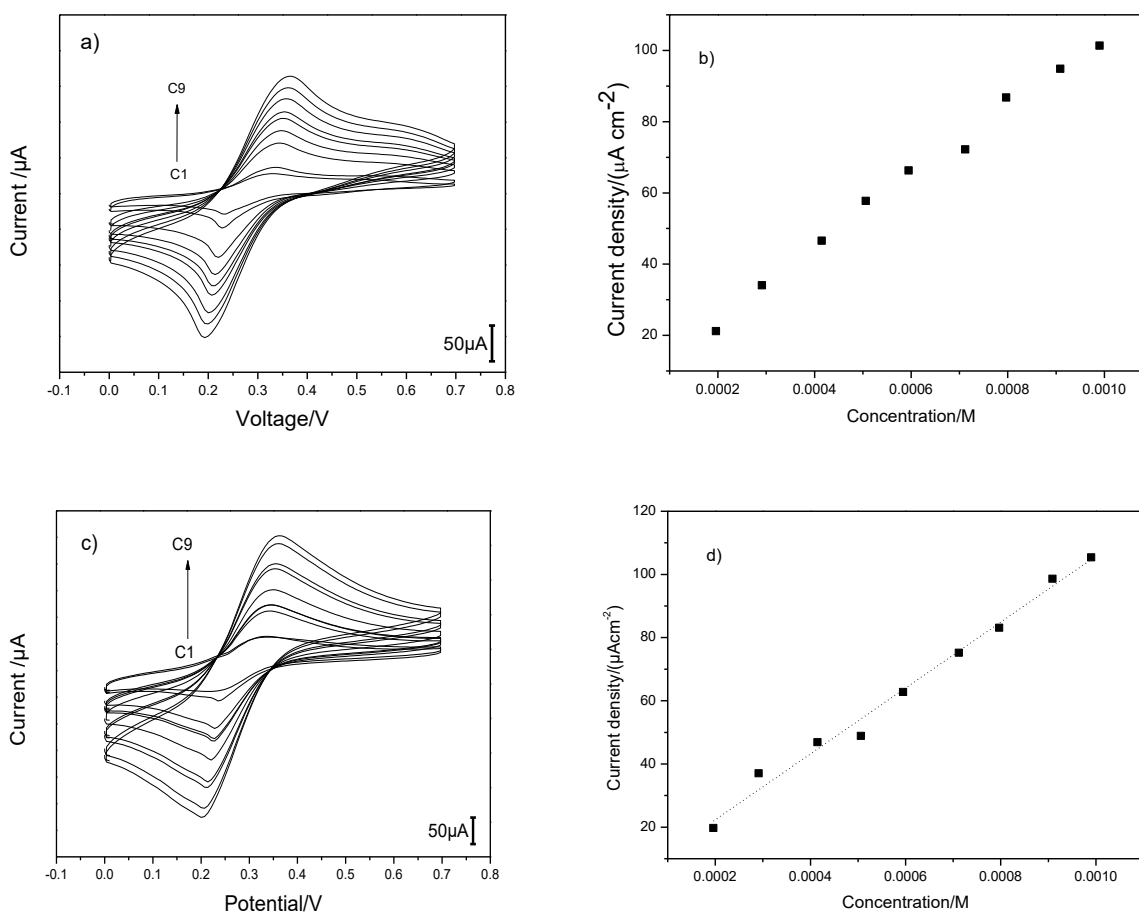 a)
C9
C1
Current /µA
50µA
-0.1 0.0 0.1 0.2 0.3 0.4 0.5 0.6 0.7 0.8
Voltage/V
b)
Current density/(µA cm-2)
100
80
60
40
20
0.0002 0.0004 0.0006 0.0008 0.0010
Concentration/M
c)
C9
C1
Current /µA
50µA
-0.1 0.0 0.1 0.2 0.3 0.4 0.5 0.6 0.7 0.8
Potential/V
d)
Current density/(µAcm-2)
120
100
80
60
40
20
0.0002 0.0004 0.0006 0.0008 0.0010
Concentration/M